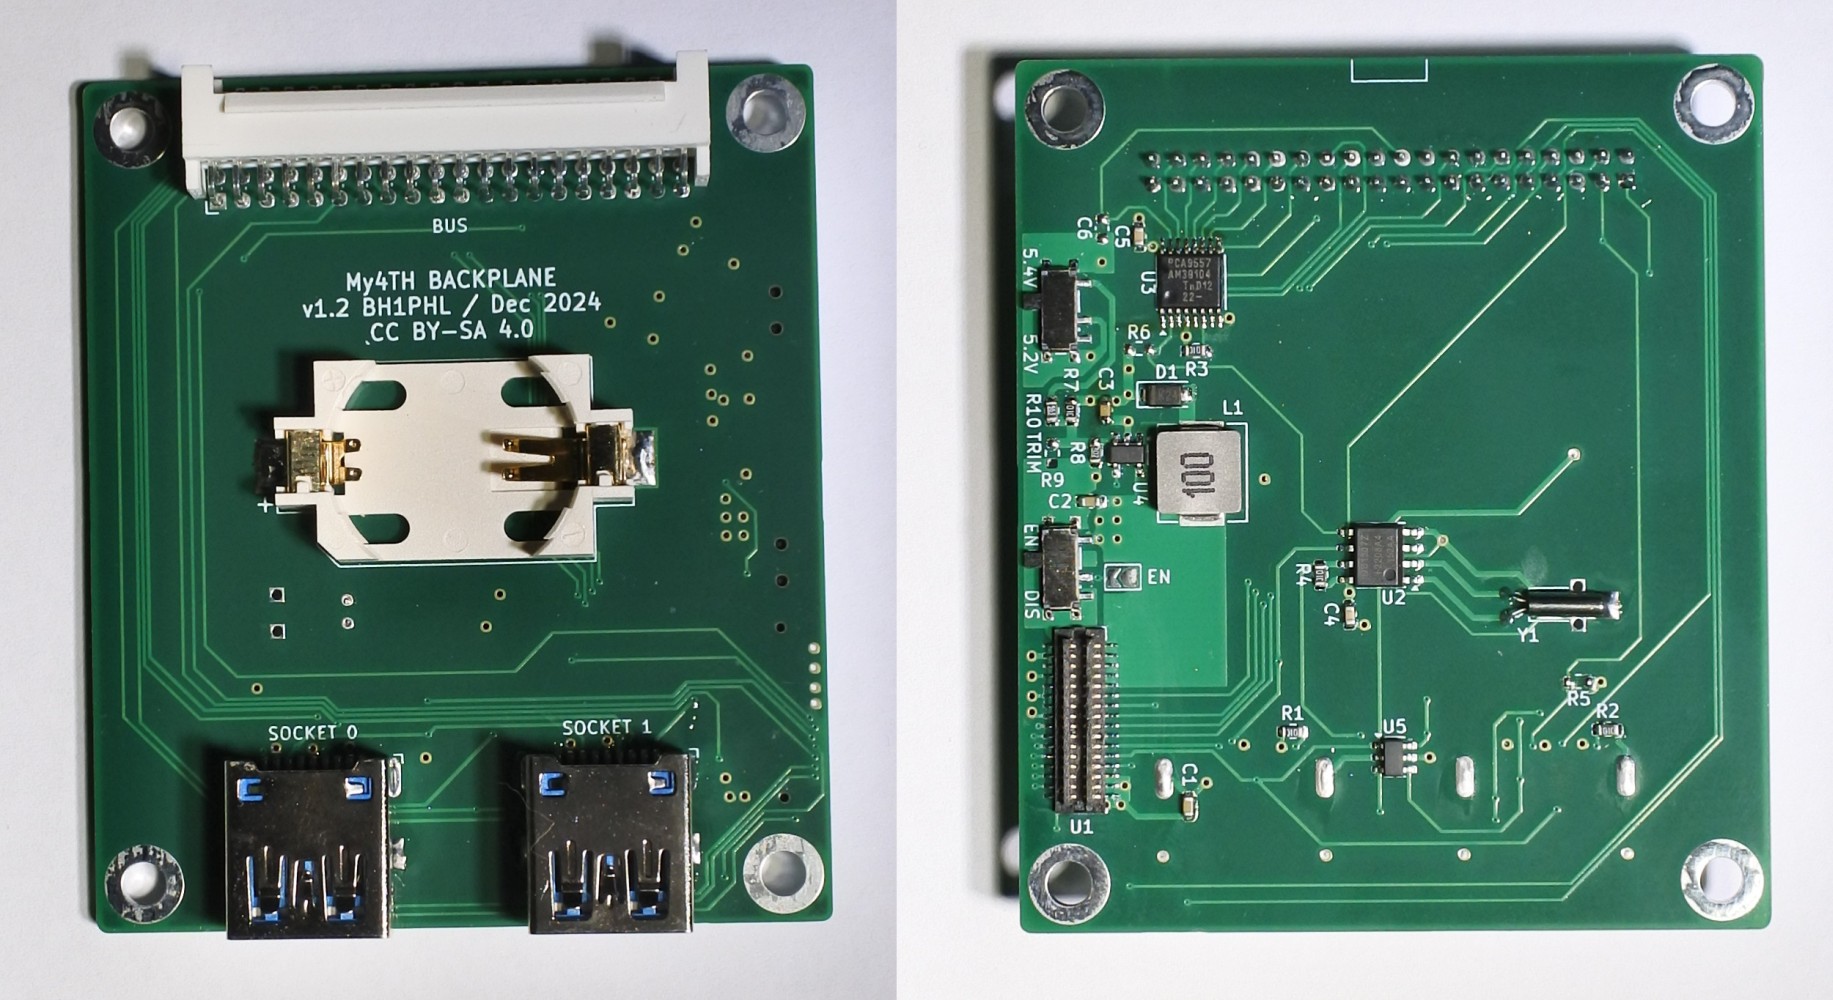 BUS
My4TH BACKPLANE
v1.2 BH1PHL / Dec 2024
CC BY-SA 4.0
+
SOCKET 0
SOCKET 1
C6
C5
5.4V
U3
PCA9557
AM39104
TnD12
22-
5.2V
R6
R3
D1
R7
C3
L1
R10
TRIM
R8
R9
U4
100
C2
EN
DIS
EN
R4
U2
C4
Y1
R5
R1
R2
U5
C1
U1